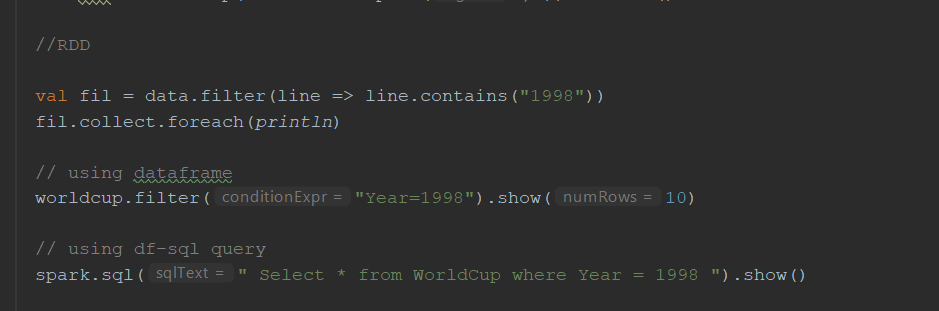 //RDD
val fil = data.filter(line => line.contains("1998"))
fil.collect.foreach(println)
// using dataframe
worldcup.filter( conditionExpr = "Year=1998").show( numRows = 10)
// using df-sql query
spark.sql( sqlText = " Select * from WorldCup where Year = 1998 ").show()